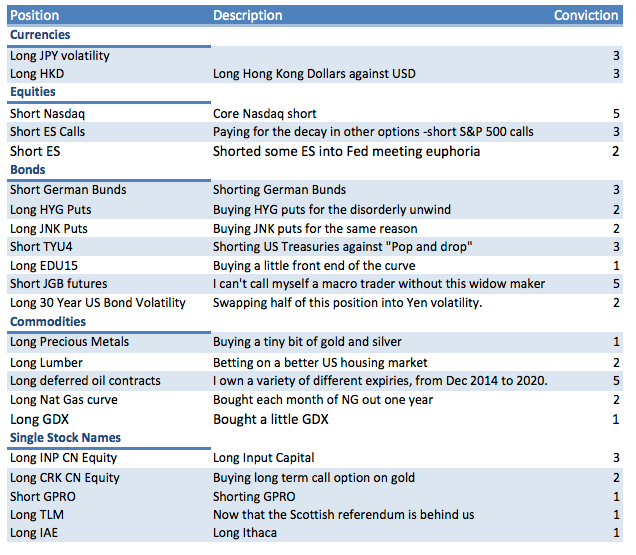 Position Description Conviction
Currencies
Long JPY volatility 3
Long HKD Long Hong Kong Dollars against USD 3
Equities
Short Nasdaq Core Nasdaq short 5
Short ES Calls Paying for the decay in other options -short S&P 500 calls 3
Short ES Shorted some ES into Fed meeting euphoria 2
Bonds
Short German Bunds Shorting German Bunds 3
Long HYG Puts Buying HYG puts for the disorderly unwind 2
Long JNK Puts Buying JNK puts for the same reason 2
Short TYU4 Shorting US Treasuries against "Pop and drop" 3
Long EDU15 Buying a little front end of the curve 1
Short JGB futures I can't call myself a macro trader without this widow maker 5
Long 30 Year US Bond Volatility Swapping half of this position into Yen volatility. 2
Commodities
Long Precious Metals Buying a tiny bit of gold and silver 1
Long Lumber Betting on a better US housing market 2
Long deferred oil contracts I own a variety of different expiries, from Dec 2014 to 2020. 5
Long Nat Gas curve Bought each month of NG out one year 2
Long GDX Bought a little GDX 1
Single Stock Names
Long INP CN Equity Long Input Capital 3
Long CRK CN Equity Buying long term call option on gold 2
Short GPRO Shorting GPRO 1
Long TLM Now that the Scottish referendum is behind us 1
Long IAE Long Ithaca 1